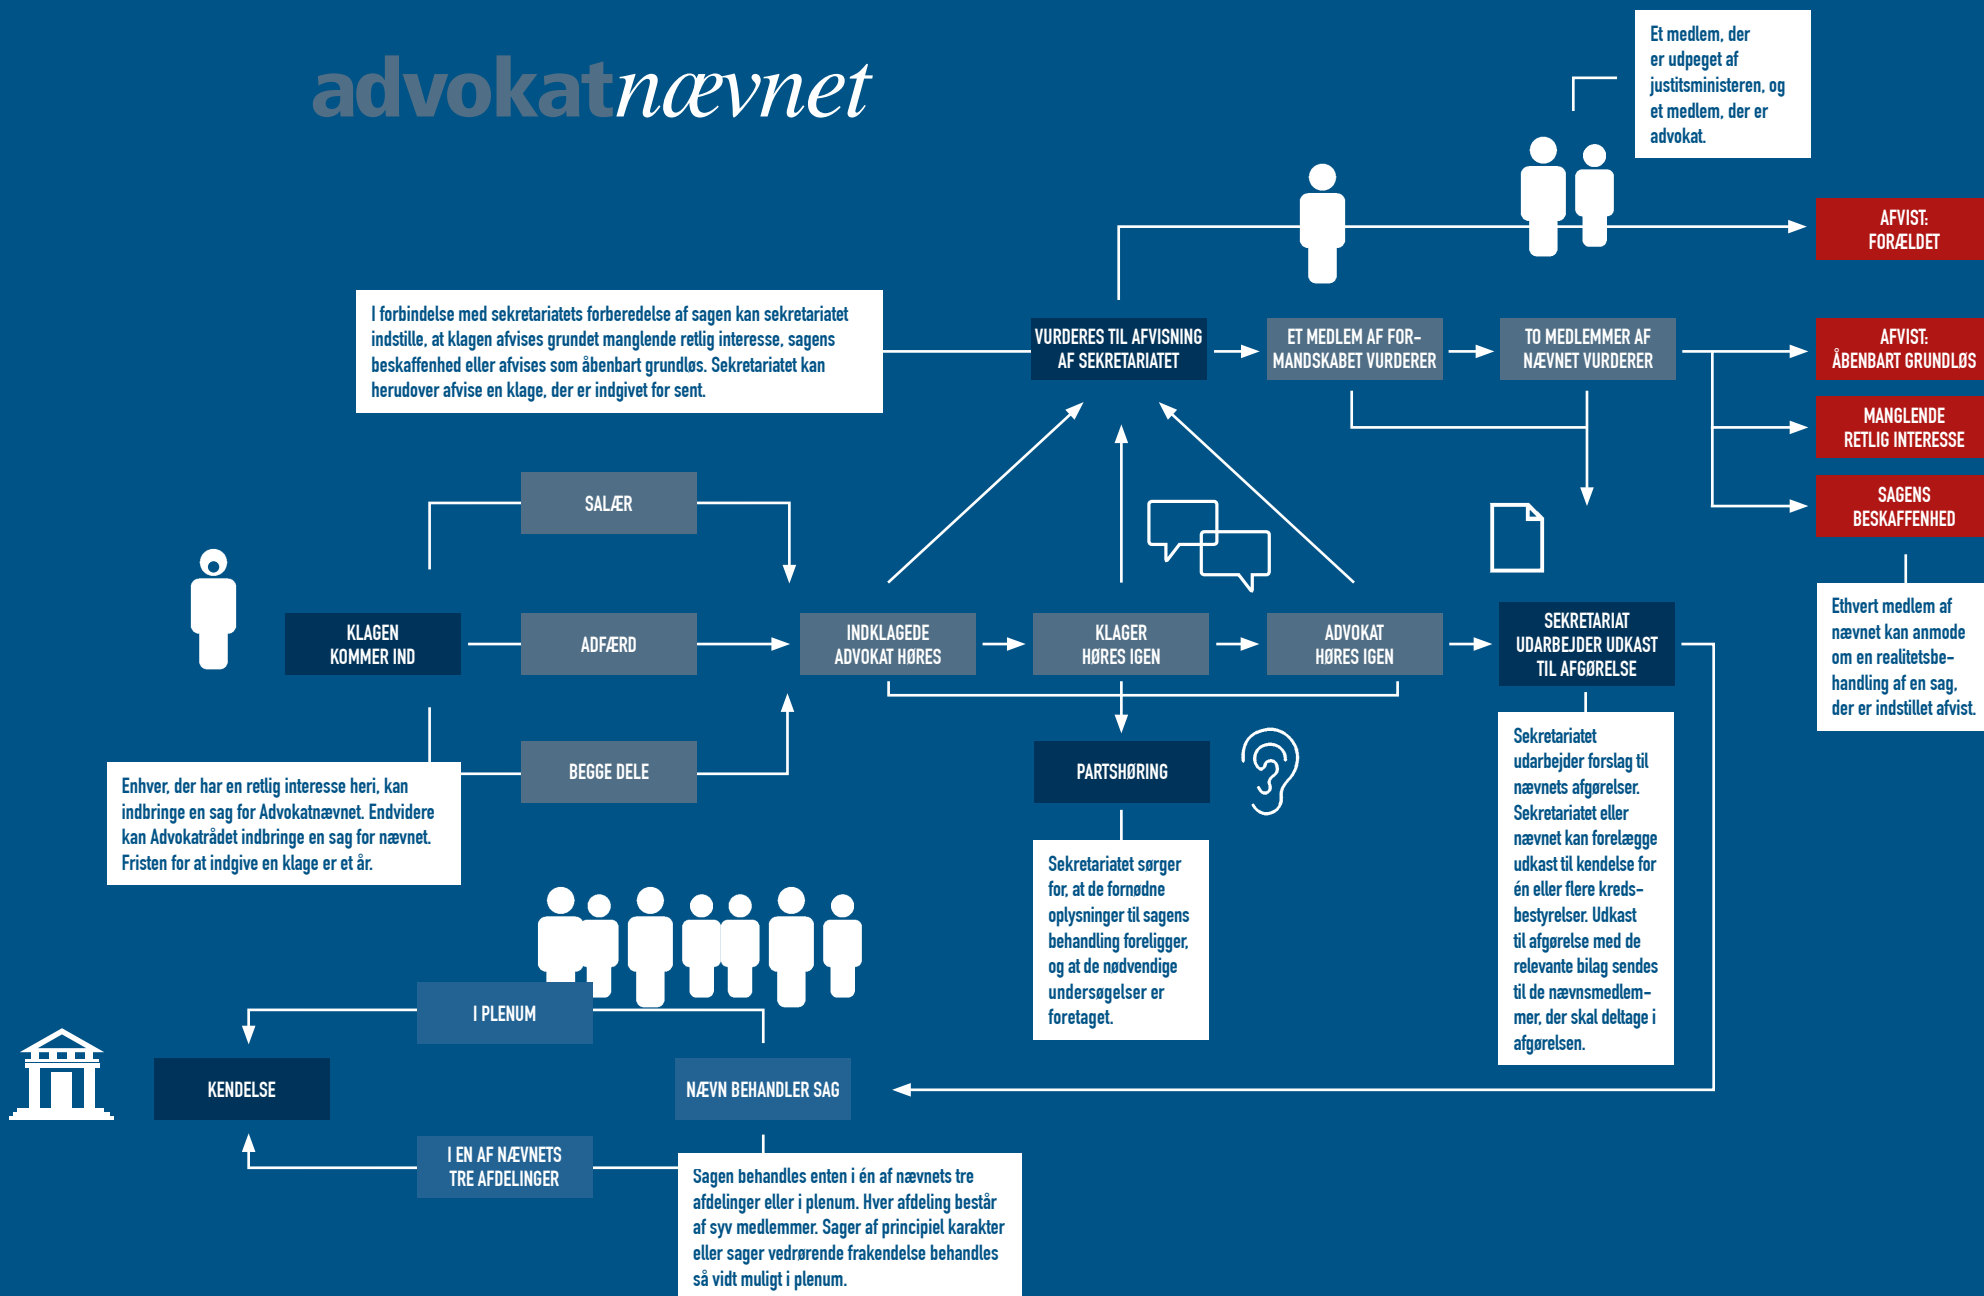 advokatnævnet
Et medlem, der
er udpeget af
justitsministeren, og
et medlem, der er
advokat.
AFVIST:
FORÆLDET
I forbindelse med sekretariatets forberedelse af sagen kan sekretariatet
indstille, at klagen afvises grundet manglende retlig interesse, sagens
beskaffenhed eller afvises som åbenbart grundløs. Sekretariatet kan
herudover afvise en klage, der er indgivet for sent.
VURDERES TIL AFVISNING
AF SEKRETARIATET
ET MEDLEM AF FOR-
MANDSKABET VURDERER
TO MEDLEMMER AF
NÆVNET VURDERER
AFVIST:
ÅBENBART GRUNDLØS
MANGLENDE
RETLIG INTERESSE
SAGENS
BESKAFFENHED
Ethvert medlem af
nævnet kan anmode
om en realitetsbe-
handling af en sag,
der er indstillet afvist.
SALÆR
KLAGEN
KOMMER IND
ADFÆRD
BEGGE DELE
INDKLAGEDE
ADVOKAT HØRES
KLAGER
HØRES IGEN
ADVOKAT
HØRES IGEN
SEKRETARIAT
UDARBEJDER UDKAST
TIL AFGØRELSE
Enhver, der har en retlig interesse heri, kan
indbringe en sag for Advokatnævnet. Endvidere
kan Advokatrådet indbringe en sag for nævnet.
Fristen for at indgive en klage er et år.
PARTSHØRING
Sekretariatet sørger
for, at de fornødne
oplysninger til sagens
behandling foreligger,
og at de nødvendige
undersøgelser er
foretaget.
Sekretariatet
udarbejder forslag til
nævnets afgørelser.
Sekretariatet eller
nævnet kan forelægge
udkast til kendelse for
én eller flere kreds-
bestyrelser. Udkast
til afgørelse med de
relevante bilag sendes
til de nævnsmedlem-
mer, der skal deltage i
afgørelsen.
I PLENUM
KENDELSE
NÆVN BEHANDLER SAG
I EN AF NÆVNETS
TRE AFDELINGER
Sagen behandles enten i én af nævnets tre
afdelinger eller i plenum. Hver afdeling består
af syv medlemmer. Sager af principiel karakter
eller sager vedrørende frakendelse behandles
så vidt muligt i plenum.